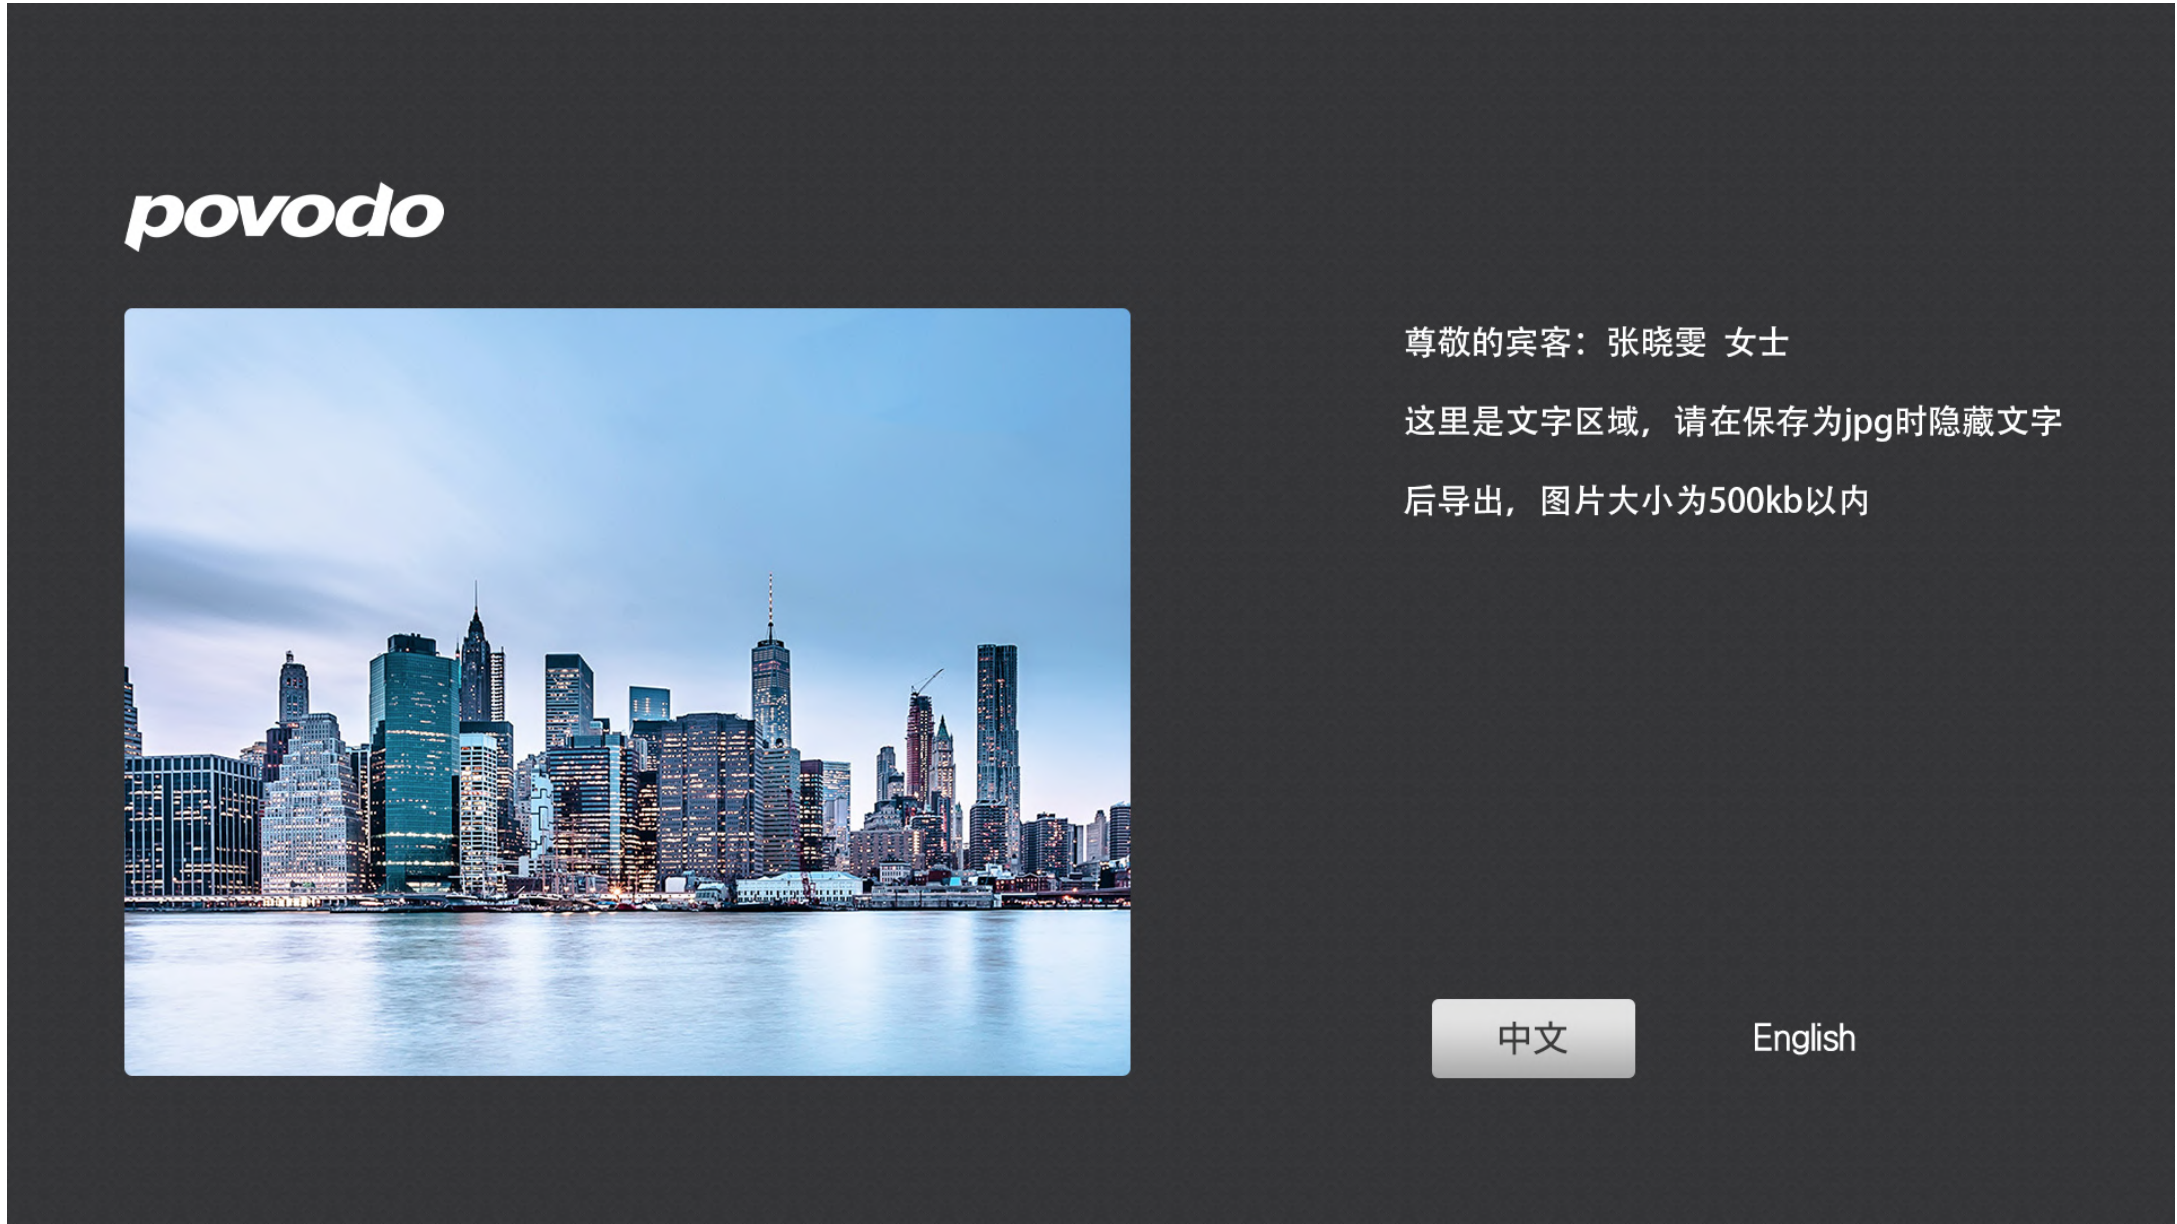 povodo
尊敬的宾客：张晓雯 女士
这里是文字区域，请在保存为jpg时隐藏文字
后导出，图片大小为500kb以内
中文 English